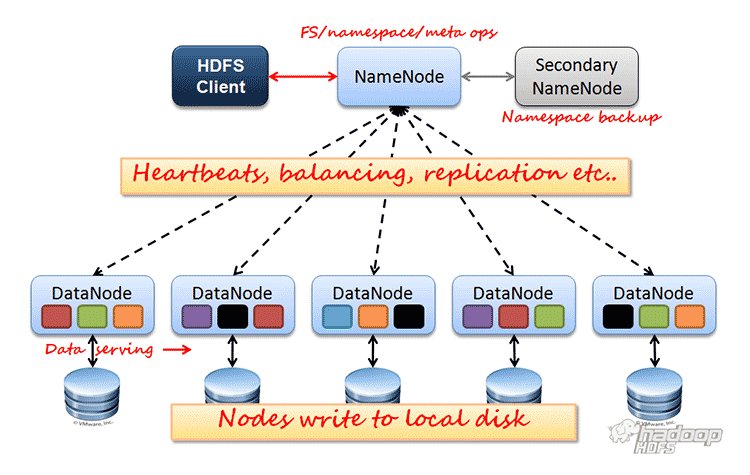 FS/namespace/meta ops
HDFS
Client
NameNode
Secondary
NameNode
Namespace backup
Heartbeats, balancing, replication etc..
DataNode
DataNode
DataNode
DataNode
DataNode
Data serving
Nodes write to local disk
© VMware, Inc.
© VMware, Inc.
hadoop
HDFS